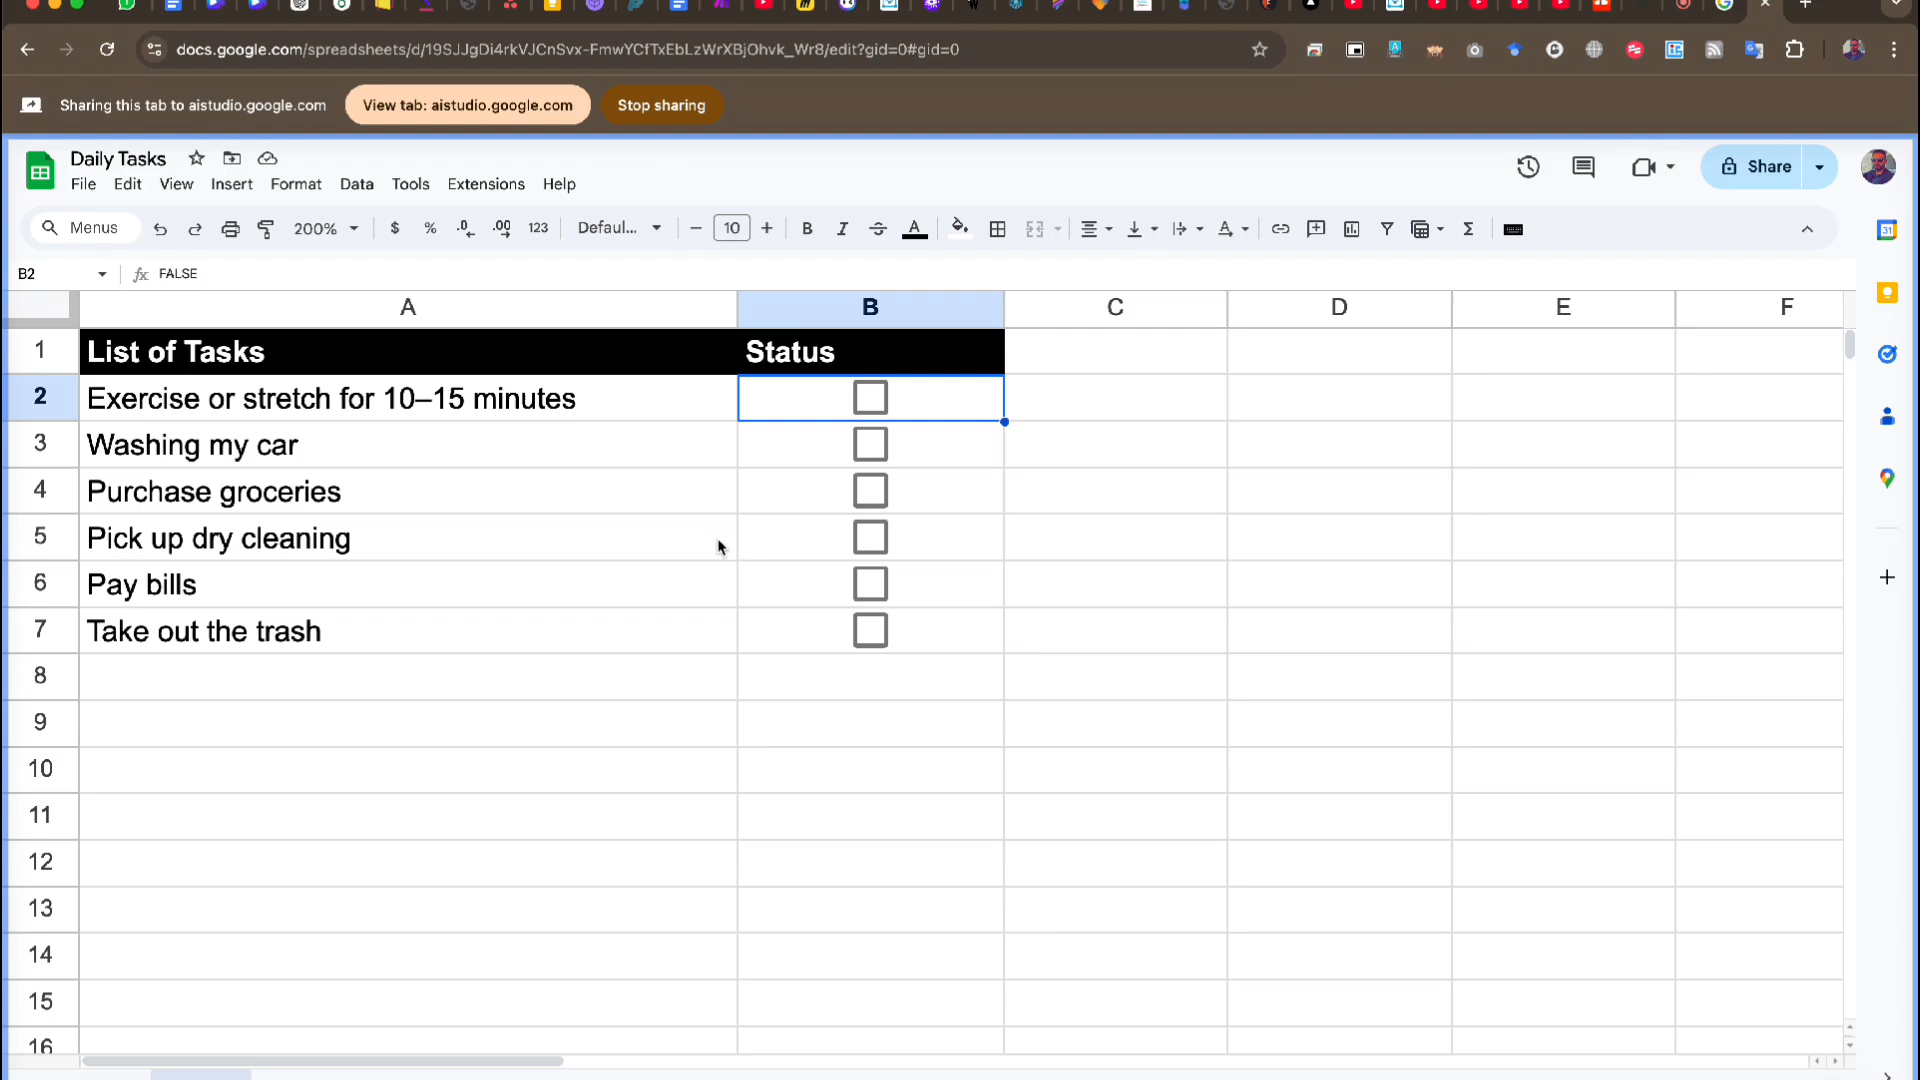 docs.google.com/spreadsheets/d/19SJJgDi4rkVJCnSvx-FmwYCfTxEbLzWrXBjOhvk_Wr8/edit?gid=0#gid=0
Sharing this tab to aistudio.google.com View tab: aistudio.google.com Stop sharing
Daily Tasks
File Edit View Insert Format Data Tools Extensions Help
Share
Menus 200% $ % .0 .00 123 Defaul... − 10 + B I S A Σ
B2 fx FALSE
A B C D E F
1 List of Tasks Status
2 Exercise or stretch for 10–15 minutes
3 Washing my car
4 Purchase groceries
5 Pick up dry cleaning
6 Pay bills
7 Take out the trash
8
9
10
11
12
13
14
15
16